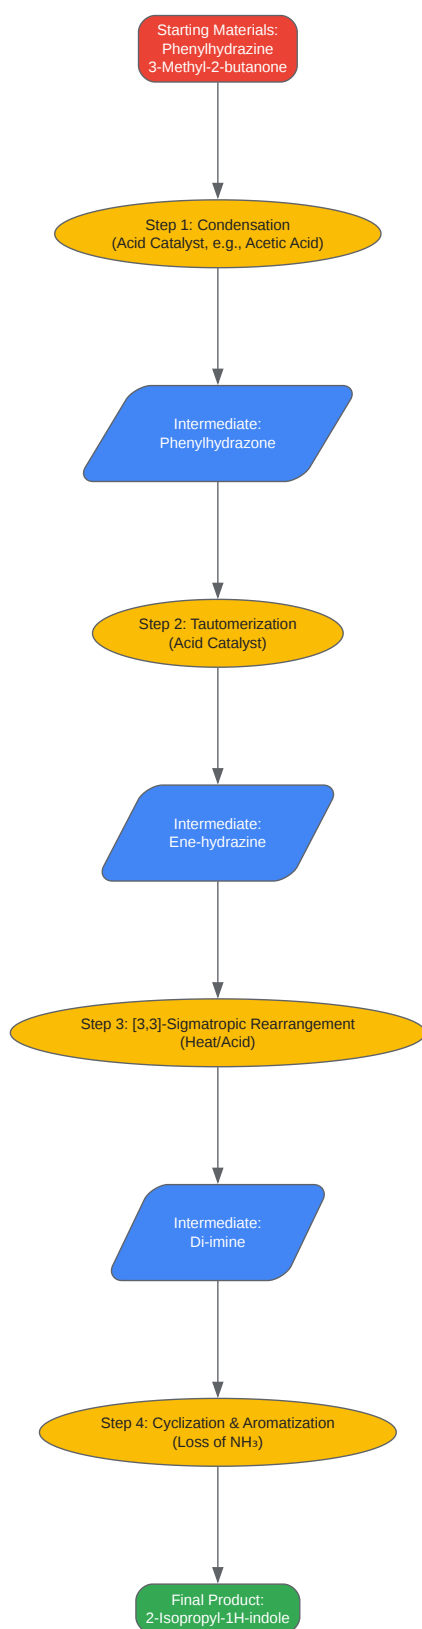 Starting Materials:
Phenylhydrazine
3-Methyl-2-butanone
Step 1: Condensation
(Acid Catalyst, e.g., Acetic Acid)
Intermediate:
Phenylhydrazone
Step 2: Tautomerization
(Acid Catalyst)
Intermediate:
Ene-hydrazine
Step 3: [3,3]-Sigmatropic Rearrangement
(Heat/Acid)
Intermediate:
Di-imine
Step 4: Cyclization & Aromatization
(Loss of NH₃)
Final Product:
2-Isopropyl-1H-indole